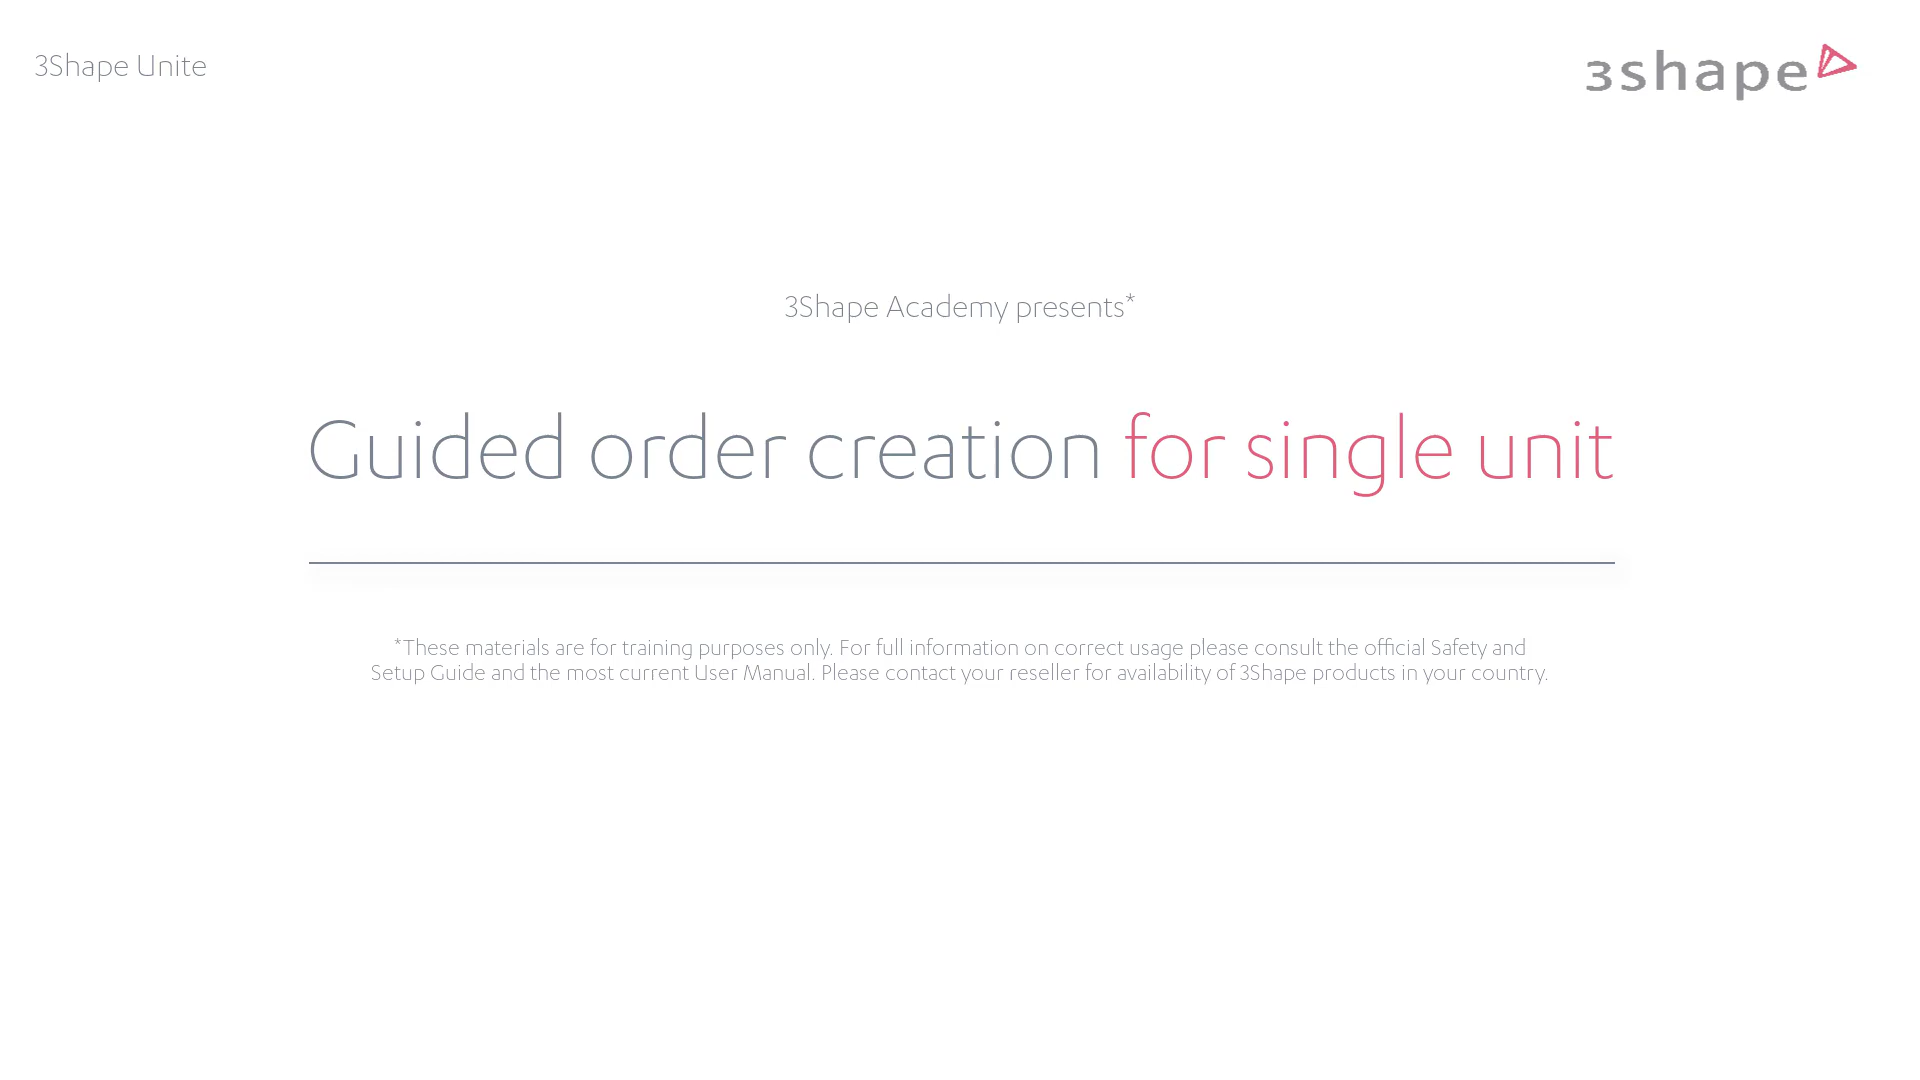 3Shape Unite
3shape
3Shape Academy presents*
Guided order creation for single unit
*These materials are for training purposes only. For full information on correct usage please consult the official Safety and
Setup Guide and the most current User Manual. Please contact your reseller for availability of 3Shape products in your country.